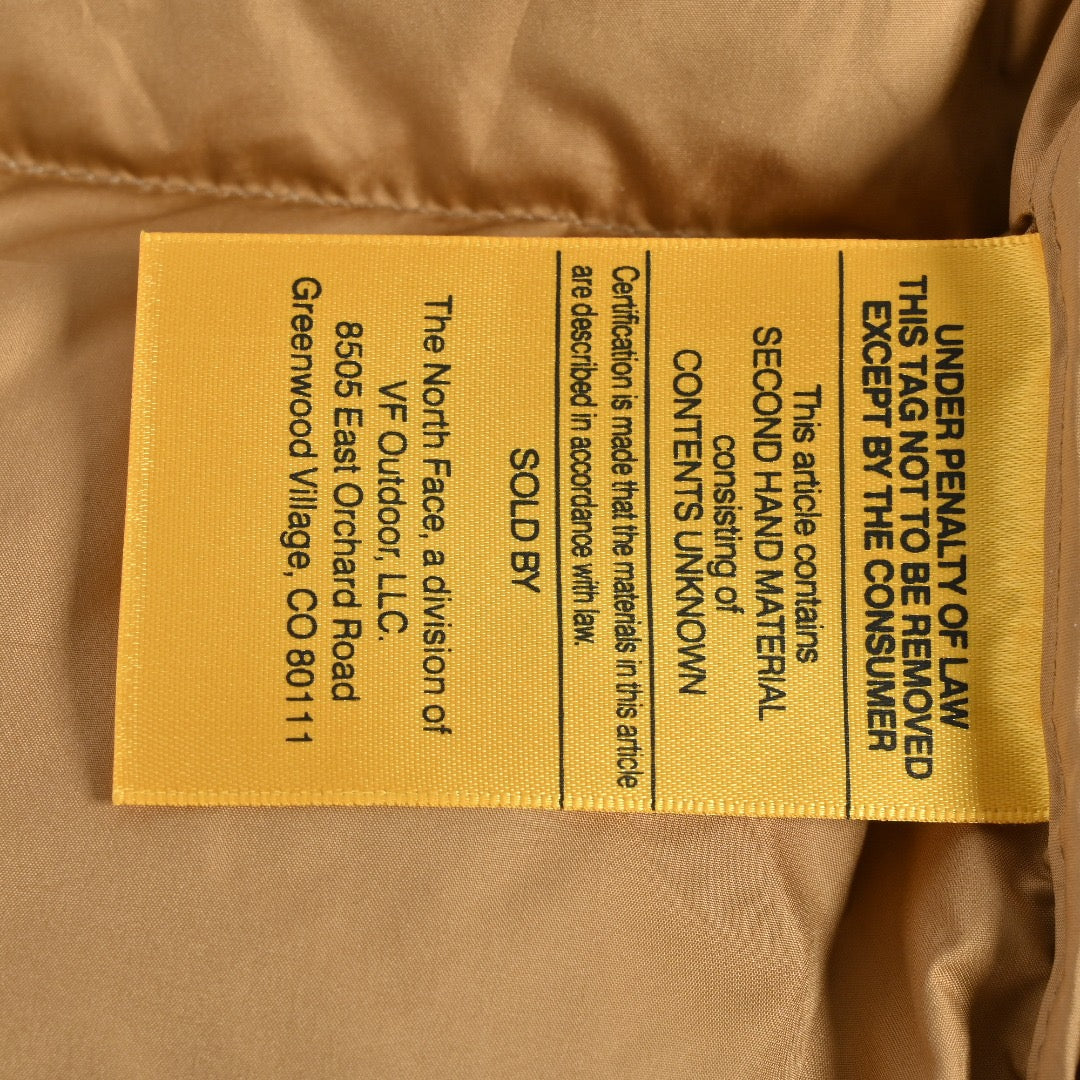 UNDER PENALTY OF LAW
THIS TAG NOT TO BE REMOVED
EXCEPT BY THE CONSUMER
This article contains
SECOND HAND MATERIAL
consisting of
CONTENTS UNKNOWN
Certification is made that the materials in this article
are described in accordance with law.
SOLD BY
The North Face, a division of
VF Outdoor, LLC.
8505 East Orchard Road
Greenwood Village, CO 80111